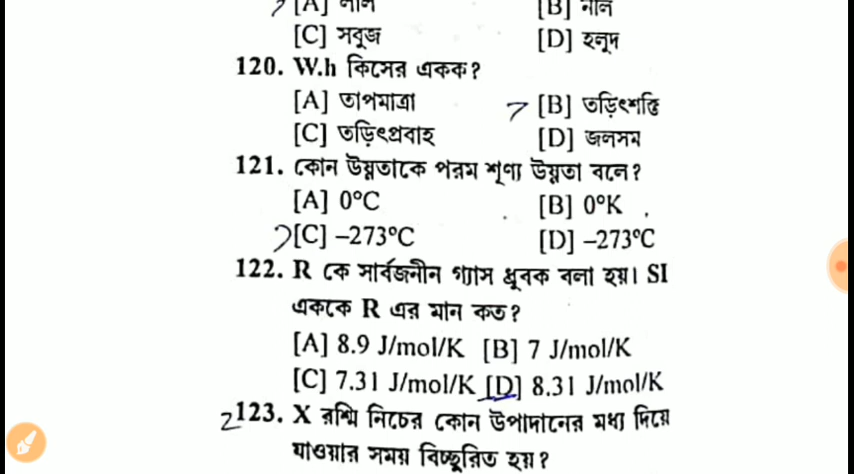 [A] লাল [B] নীল
[C] সবুজ [D] হলুদ
120. W.h কিসের একক?
[A] তাপমাত্রা [B] তড়িৎশক্তি
[C] তড়িৎপ্রবাহ [D] জলসম
121. কোন উষ্ণতাকে পরম শূণ্য উষ্ণতা বলে?
[A] 0°C [B] 0°K
[C] –273°C [D] –273°C
122. R কে সার্বজনীন গ্যাস ধ্রুবক বলা হয়। SI
এককে R এর মান কত?
[A] 8.9 J/mol/K [B] 7 J/mol/K
[C] 7.31 J/mol/K [D] 8.31 J/mol/K
123. X রশ্মি নিচের কোন উপাদানের মধ্য দিয়ে
যাওয়ার সময় বিচ্ছুরিত হয়?